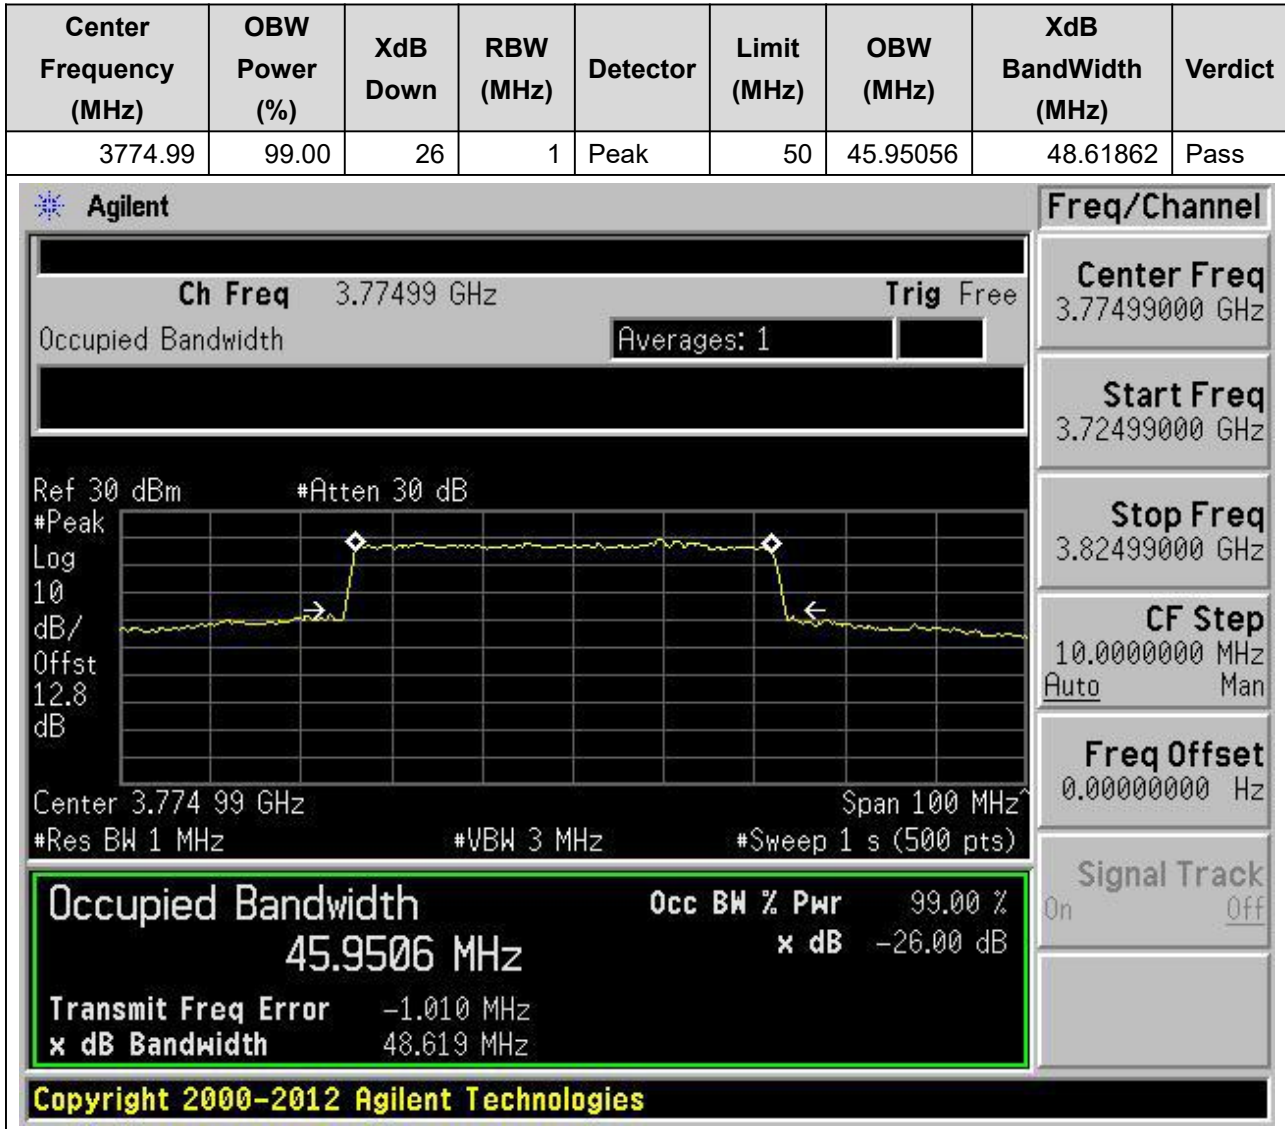 Center Frequency (MHz) OBW Power (%) XdB Down RBW (MHz) Detector Limit (MHz) OBW (MHz) XdB BandWidth (MHz) Verdict
3774.99 99.00 26 1 Peak 50 45.95056 48.61862 Pass
Agilent
Freq/Channel
Ch Freq 3.77499 GHz Trig Free
Occupied Bandwidth Averages: 1
Center Freq
3.77499000 GHz
Start Freq
3.72499000 GHz
Stop Freq
3.82499000 GHz
CF Step
10.0000000 MHz
Auto Man
Freq Offset
0.00000000 Hz
Signal Track
On Off
Ref 30 dBm #Atten 30 dB
#Peak
Log
10
dB/
Offst
12.8
dB
Center 3.774 99 GHz Span 100 MHz^
#Res BW 1 MHz #VBW 3 MHz #Sweep 1 s (500 pts)
Occupied Bandwidth Occ BW % Pwr 99.00 %
45.9506 MHz x dB -26.00 dB
Transmit Freq Error -1.010 MHz
x dB Bandwidth 48.619 MHz
Copyright 2000-2012 Agilent Technologies